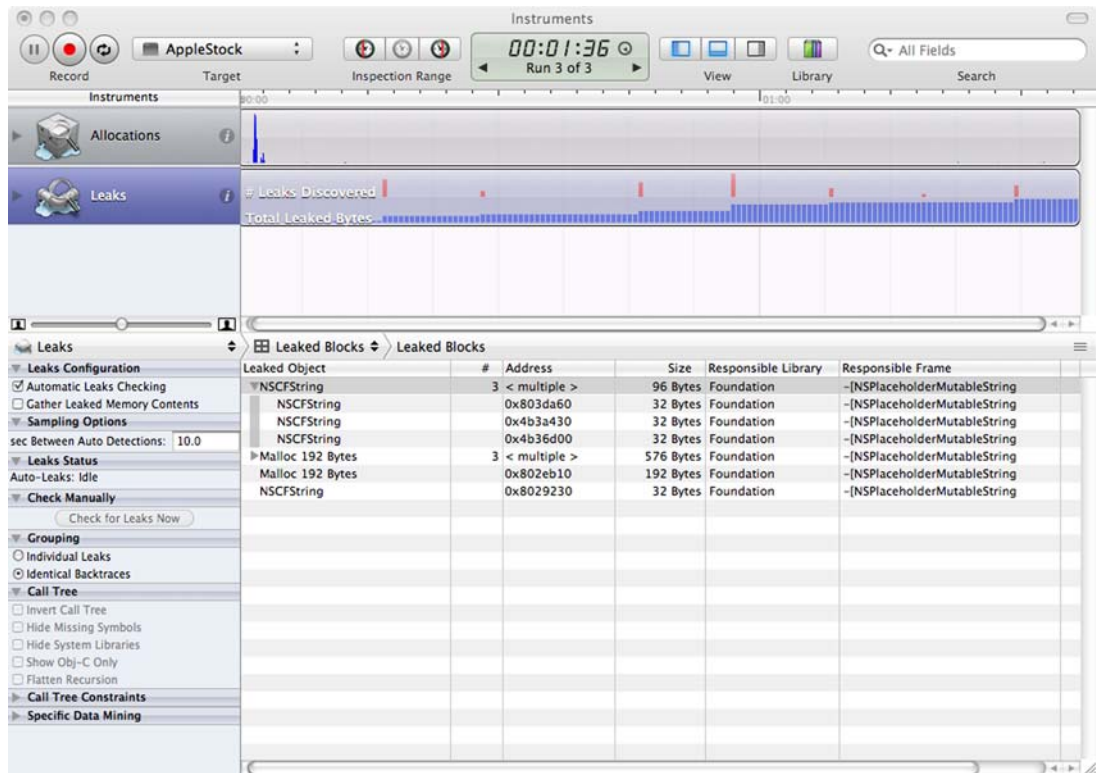 Instruments
AppleStock
00:01:36
Run 3 of 3
All Fields
Record
Target
Inspection Range
View
Library
Search
Instruments
00:00
01:00
Allocations
Leaks
# Leaks Discovered
Total Leaked Bytes
Leaks
Leaked Blocks
Leaked Blocks
Leaks Configuration
Automatic Leaks Checking
Gather Leaked Memory Contents
Sampling Options
sec Between Auto Detections: 10.0
Leaks Status
Auto-Leaks: Idle
Check Manually
Check for Leaks Now
Grouping
Individual Leaks
Identical Backtraces
Call Tree
Invert Call Tree
Hide Missing Symbols
Hide System Libraries
Show Obj-C Only
Flatten Recursion
Call Tree Constraints
Specific Data Mining
Leaked Object # Address Size Responsible Library Responsible Frame
NSCFString 3 < multiple > 96 Bytes Foundation -[NSPlaceholderMutableString
NSCFString 0x803da60 32 Bytes Foundation -[NSPlaceholderMutableString
NSCFString 0x4b3a430 32 Bytes Foundation -[NSPlaceholderMutableString
NSCFString 0x4b36d00 32 Bytes Foundation -[NSPlaceholderMutableString
Malloc 192 Bytes 3 < multiple > 576 Bytes Foundation -[NSPlaceholderMutableString
Malloc 192 Bytes 0x802eb10 192 Bytes Foundation -[NSPlaceholderMutableString
NSCFString 0x8029230 32 Bytes Foundation -[NSPlaceholderMutableString